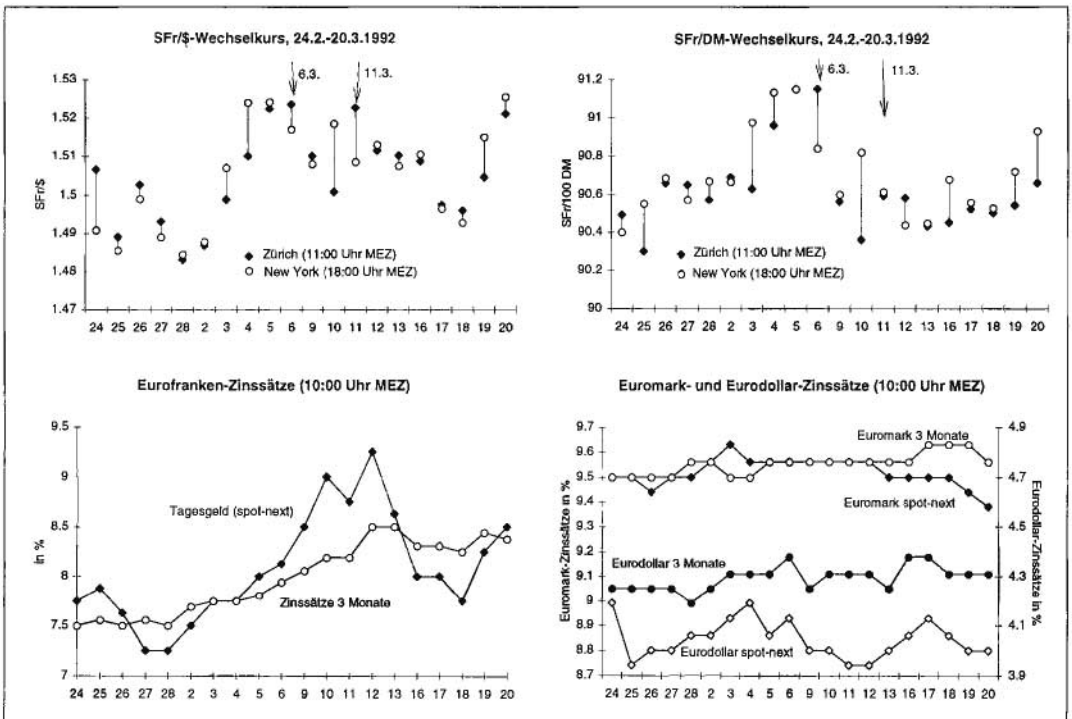 SFr/$-Wechselkurs, 24.2.-20.3.1992
6.3.
11.3.
1.53
1.52
1.51
1.5
1.49
1.48
1.47
SFr/$
Zürich (11:00 Uhr MEZ)
New York (18:00 Uhr MEZ)
24 25 26 27 28 2 3 4 5 6 9 10 11 12 13 16 17 18 19 20
SFr/DM-Wechselkurs, 24.2.-20.3.1992
6.3.
11.3.
91.2
91
90.8
90.6
90.4
90.2
90
SFr/100 DM
Zürich (11:00 Uhr MEZ)
New York (18:00 Uhr MEZ)
24 25 26 27 28 2 3 4 5 6 9 10 11 12 13 16 17 18 19 20
Eurofranken-Zinssätze (10:00 Uhr MEZ)
9.5
9
8.5
8
7.5
7
in %
Tagesgeld (spot-next)
Zinssätze 3 Monate
24 25 26 27 28 2 3 4 5 6 9 10 11 12 13 16 17 18 19 20
Euromark- und Eurodollar-Zinssätze (10:00 Uhr MEZ)
9.7
9.6
9.5
9.4
9.3
9.2
9.1
9
8.9
8.8
8.7
Euromark-Zinssätze in %
Euromark 3 Monate
Euromark spot-next
Eurodollar 3 Monate
Eurodollar spot-next
4.9
4.7
4.5
4.3
4.1
3.9
Eurodollar-Zinssätze in %
24 25 26 27 28 2 3 4 5 6 9 10 11 12 13 16 17 18 19 20